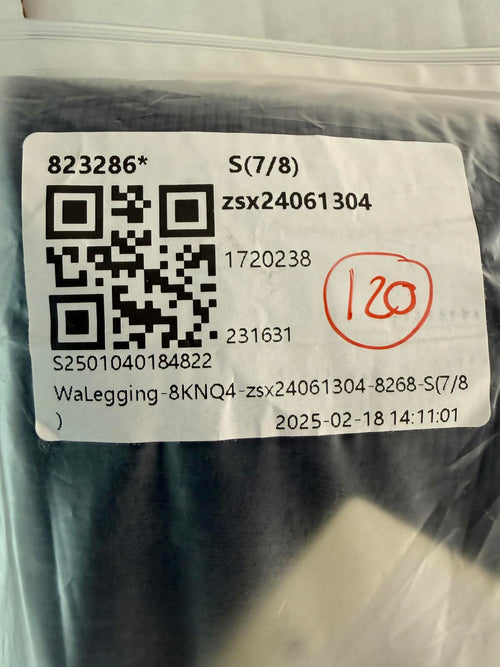 823286* S(7/8)
zsx24061304
1720238
120
231631
S2501040184822
WaLegging-8KNQ4-zsx24061304-8268-S(7/8
)
2025-02-18 14:11:01